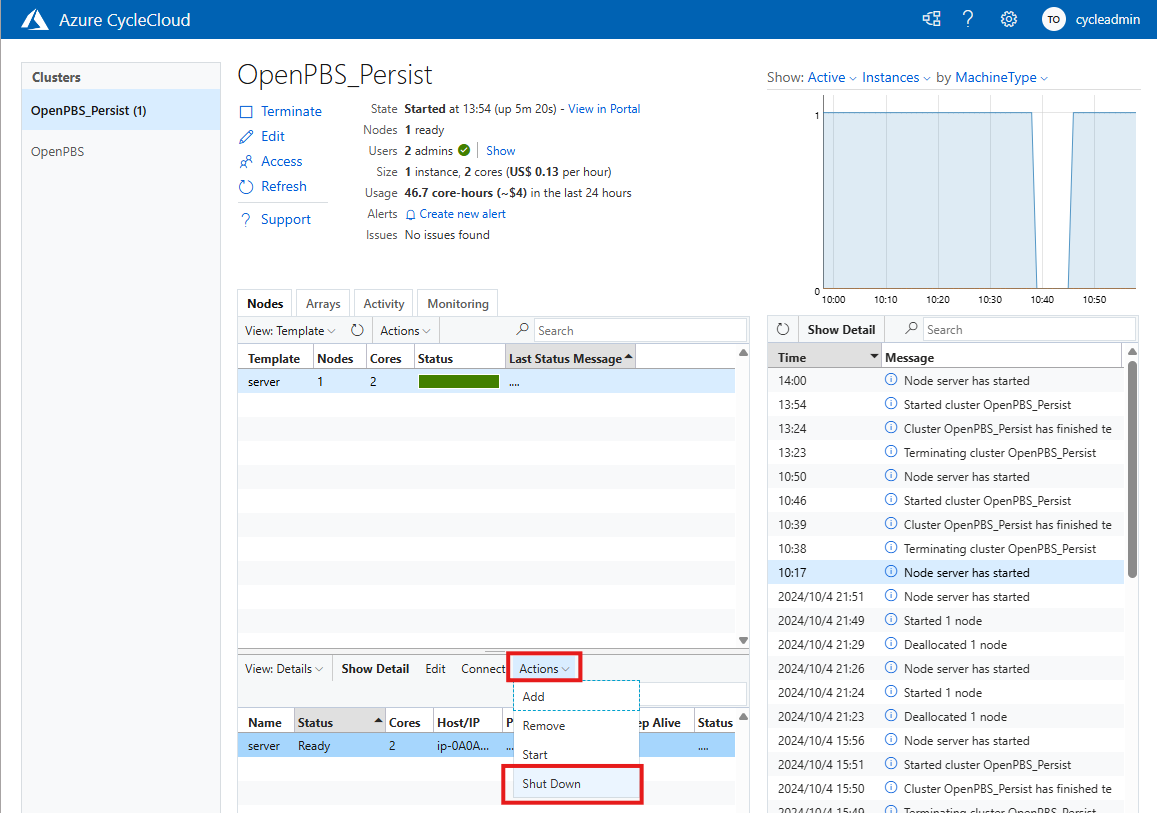 Azure CycleCloud
? TO cycleadmin
Clusters
OpenPBS_Persist (1)
OpenPBS
OpenPBS_Persist
Terminate
Edit
Access
Refresh
? Support
State Started at 13:54 (up 5m 20s) - View in Portal
Nodes 1 ready
Users 2 admins | Show
Size 1 instance, 2 cores (US$ 0.13 per hour)
Usage 46.7 core-hours (~$4) in the last 24 hours
Alerts Create new alert
Issues No issues found
Show: Active Instances by MachineType
1
0
10:00 10:10 10:20 10:30 10:40 10:50
Nodes Arrays Activity Monitoring
View: Template Actions Search
Template Nodes Cores Status Last Status Message
server 1 2 ....
View: Details Show Detail Edit Connect Actions
Add
Remove
Start
Shut Down
Name Status Cores Host/IP P ep Alive Status
server Ready 2 ip-0A0A... ... ....
Show Detail Search
Time Message
14:00 Node server has started
13:54 Started cluster OpenPBS_Persist
13:24 Cluster OpenPBS_Persist has finished te
13:23 Terminating cluster OpenPBS_Persist
10:50 Node server has started
10:46 Started cluster OpenPBS_Persist
10:39 Cluster OpenPBS_Persist has finished te
10:38 Terminating cluster OpenPBS_Persist
10:17 Node server has started
2024/10/4 21:51 Node server has started
2024/10/4 21:49 Started 1 node
2024/10/4 21:29 Deallocated 1 node
2024/10/4 21:26 Node server has started
2024/10/4 21:24 Started 1 node
2024/10/4 21:23 Deallocated 1 node
2024/10/4 15:56 Node server has started
2024/10/4 15:51 Started cluster OpenPBS_Persist
2024/10/4 15:50 Cluster OpenPBS_Persist has finished te
2024/10/4 15:49 Terminating cluster OpenPBS_Persist